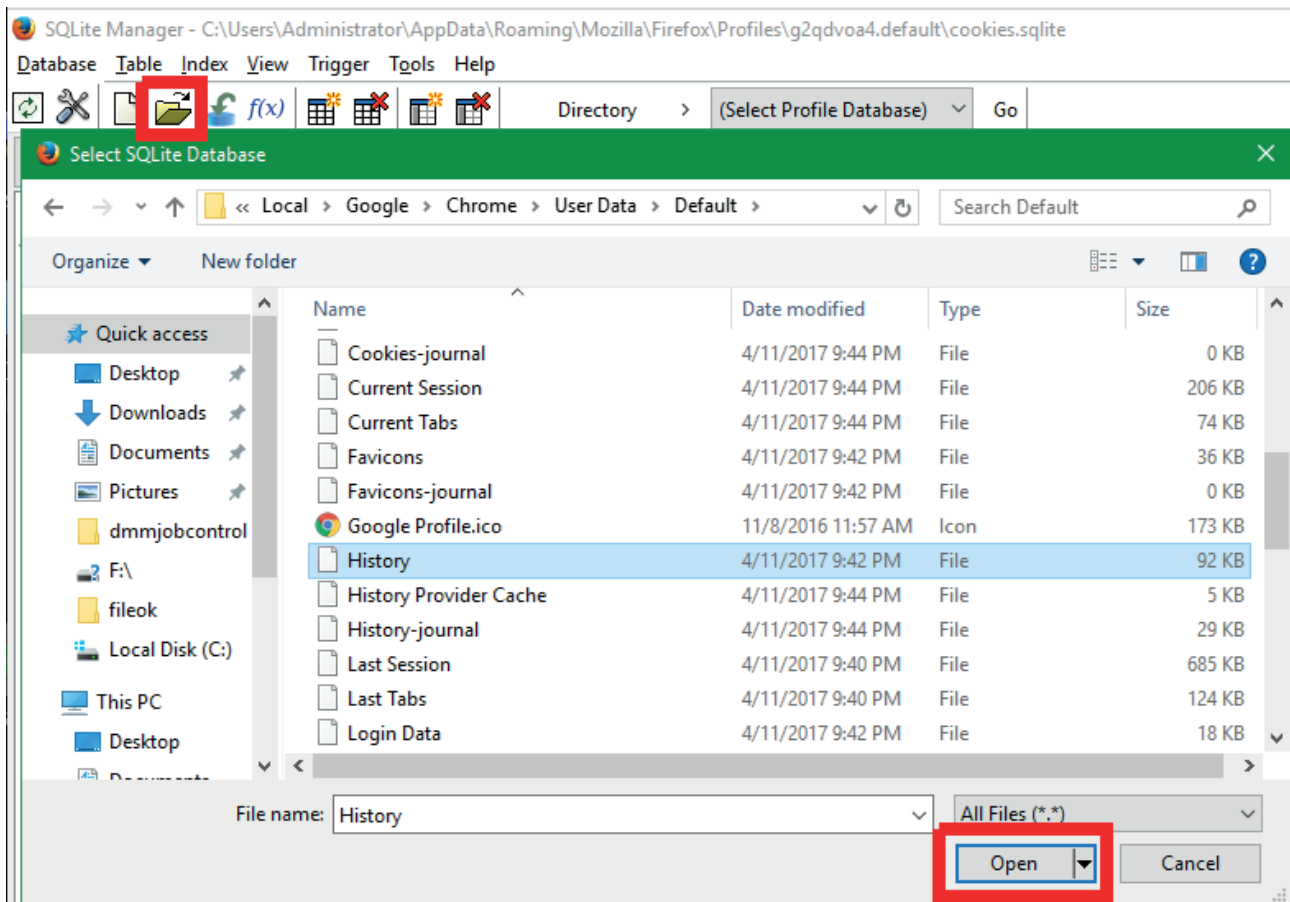 SQLite Manager - C:\Users\Administrator\AppData\Roaming\Mozilla\Firefox\Profiles\g2qdvoa4.default\cookies.sqlite
Database Table Index View Trigger Tools Help
f(x) Directory > (Select Profile Database) Go
Select SQLite Database
« Local > Google > Chrome > User Data > Default > Search Default
Organize New folder
Name Date modified Type Size
Quick access
Desktop
Downloads
Documents
Pictures
dmmjobcontrol
F:\
fileok
Local Disk (C:)
This PC
Desktop
Documents
Cookies-journal 4/11/2017 9:44 PM File 0 KB
Current Session 4/11/2017 9:44 PM File 206 KB
Current Tabs 4/11/2017 9:44 PM File 74 KB
Favicons 4/11/2017 9:42 PM File 36 KB
Favicons-journal 4/11/2017 9:42 PM File 0 KB
Google Profile.ico 11/8/2016 11:57 AM Icon 173 KB
History 4/11/2017 9:42 PM File 92 KB
History Provider Cache 4/11/2017 9:44 PM File 5 KB
History-journal 4/11/2017 9:44 PM File 29 KB
Last Session 4/11/2017 9:40 PM File 685 KB
Last Tabs 4/11/2017 9:40 PM File 124 KB
Login Data 4/11/2017 9:42 PM File 18 KB
File name: History All Files (*.*)
Open Cancel